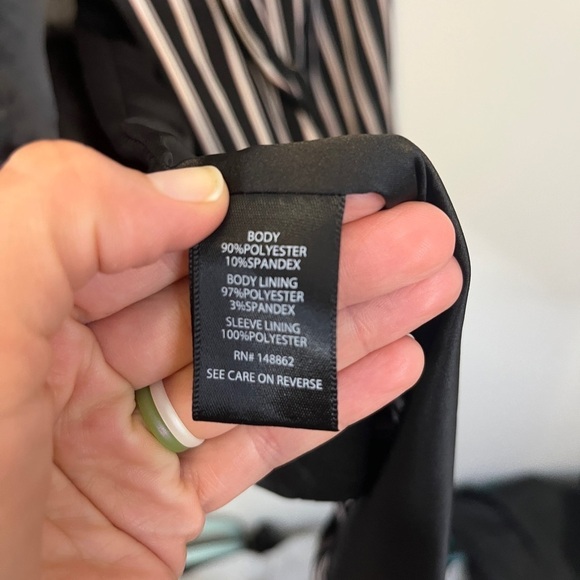 BODY
90%POLYESTER
10%SPANDEX
BODY LINING
97%POLYESTER
3%SPANDEX
SLEEVE LINING
100%POLYESTER
RN# 148862
SEE CARE ON REVERSE